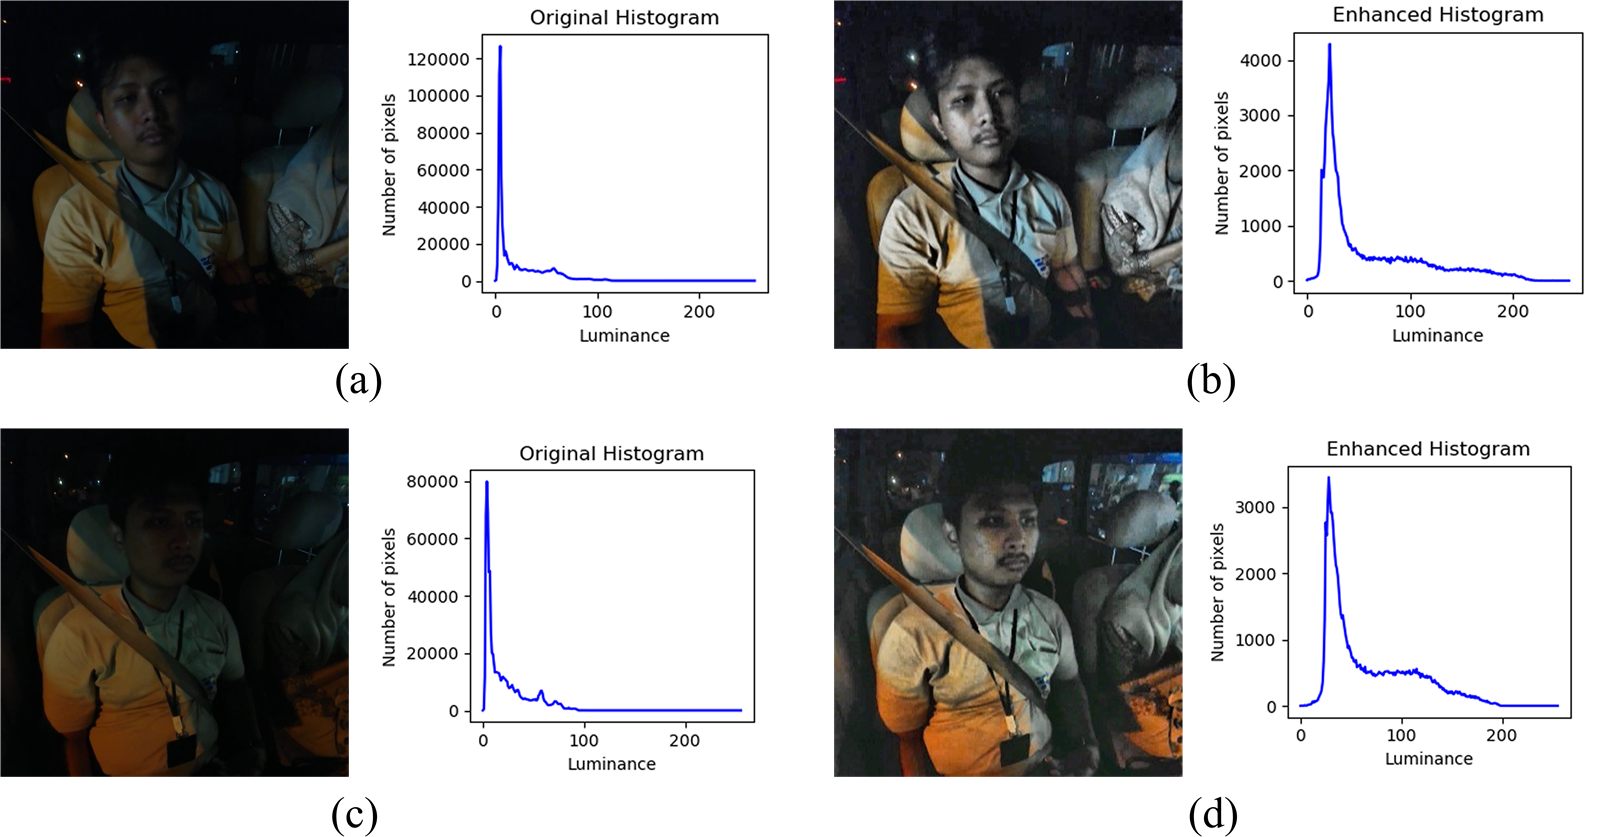 Original Histogram
Number of pixels
120000
100000
80000
60000
40000
20000
0
0 100 200
Luminance
(a)
Enhanced Histogram
Number of pixels
4000
3000
2000
1000
0
0 100 200
Luminance
(b)
Original Histogram
Number of pixels
80000
60000
40000
20000
0
0 100 200
Luminance
(c)
Enhanced Histogram
Number of pixels
3000
2000
1000
0
0 100 200
Luminance
(d)